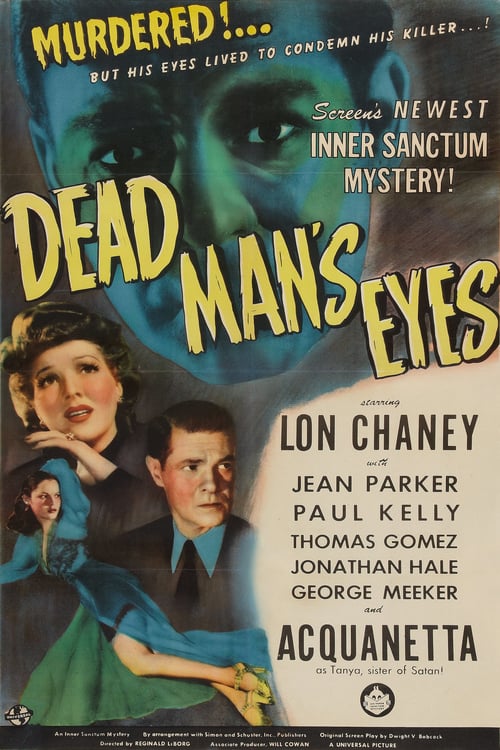 MURDERED!....
BUT HIS EYES LIVED TO CONDEMN HIS KILLER...!
Screen's NEWEST
INNER SANCTUM
MYSTERY!
DEAD
MAN'S
EYES
starring
LON CHANEY
with
JEAN PARKER
PAUL KELLY
THOMAS GOMEZ
JONATHAN HALE
GEORGE MEEKER
and
ACQUANETTA
as Tanya, sister of Satan!
UNIVERSAL
An Inner Sanctum Mystery By arrangement with Simon and Schuster, Inc., Publishers Original Screen Play by Dwight V. Babcock
Directed by REGINALD LeBORG Associate Producer, WILL COWAN A UNIVERSAL PICTURE